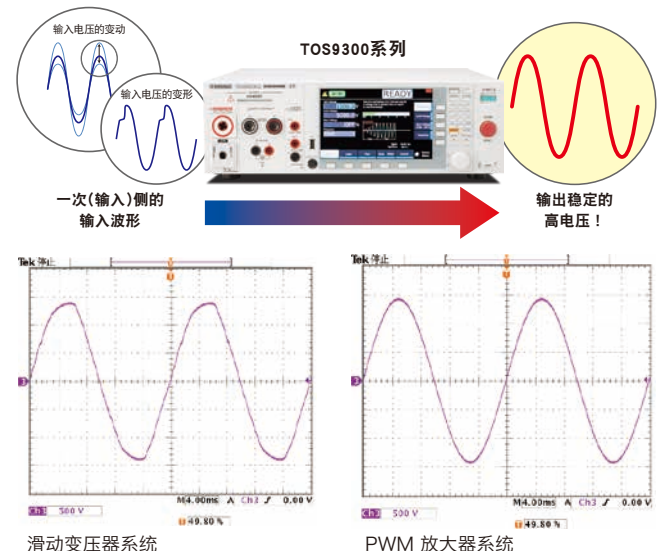 输入电压的变动
TOS9300系列
输入电压的变形
READY
一次(输入)侧的
输入波形
输出稳定的
高电压！
Tek 停止
M 4.00ms A Ch3 ∫ 0.00 V
Ch3 500 V
49.80 %
滑动变压器系统
Tek 停止
M 4.00ms A Ch3 ∫ 0.00 V
Ch3 500 V
49.80 %
PWM 放大器系统